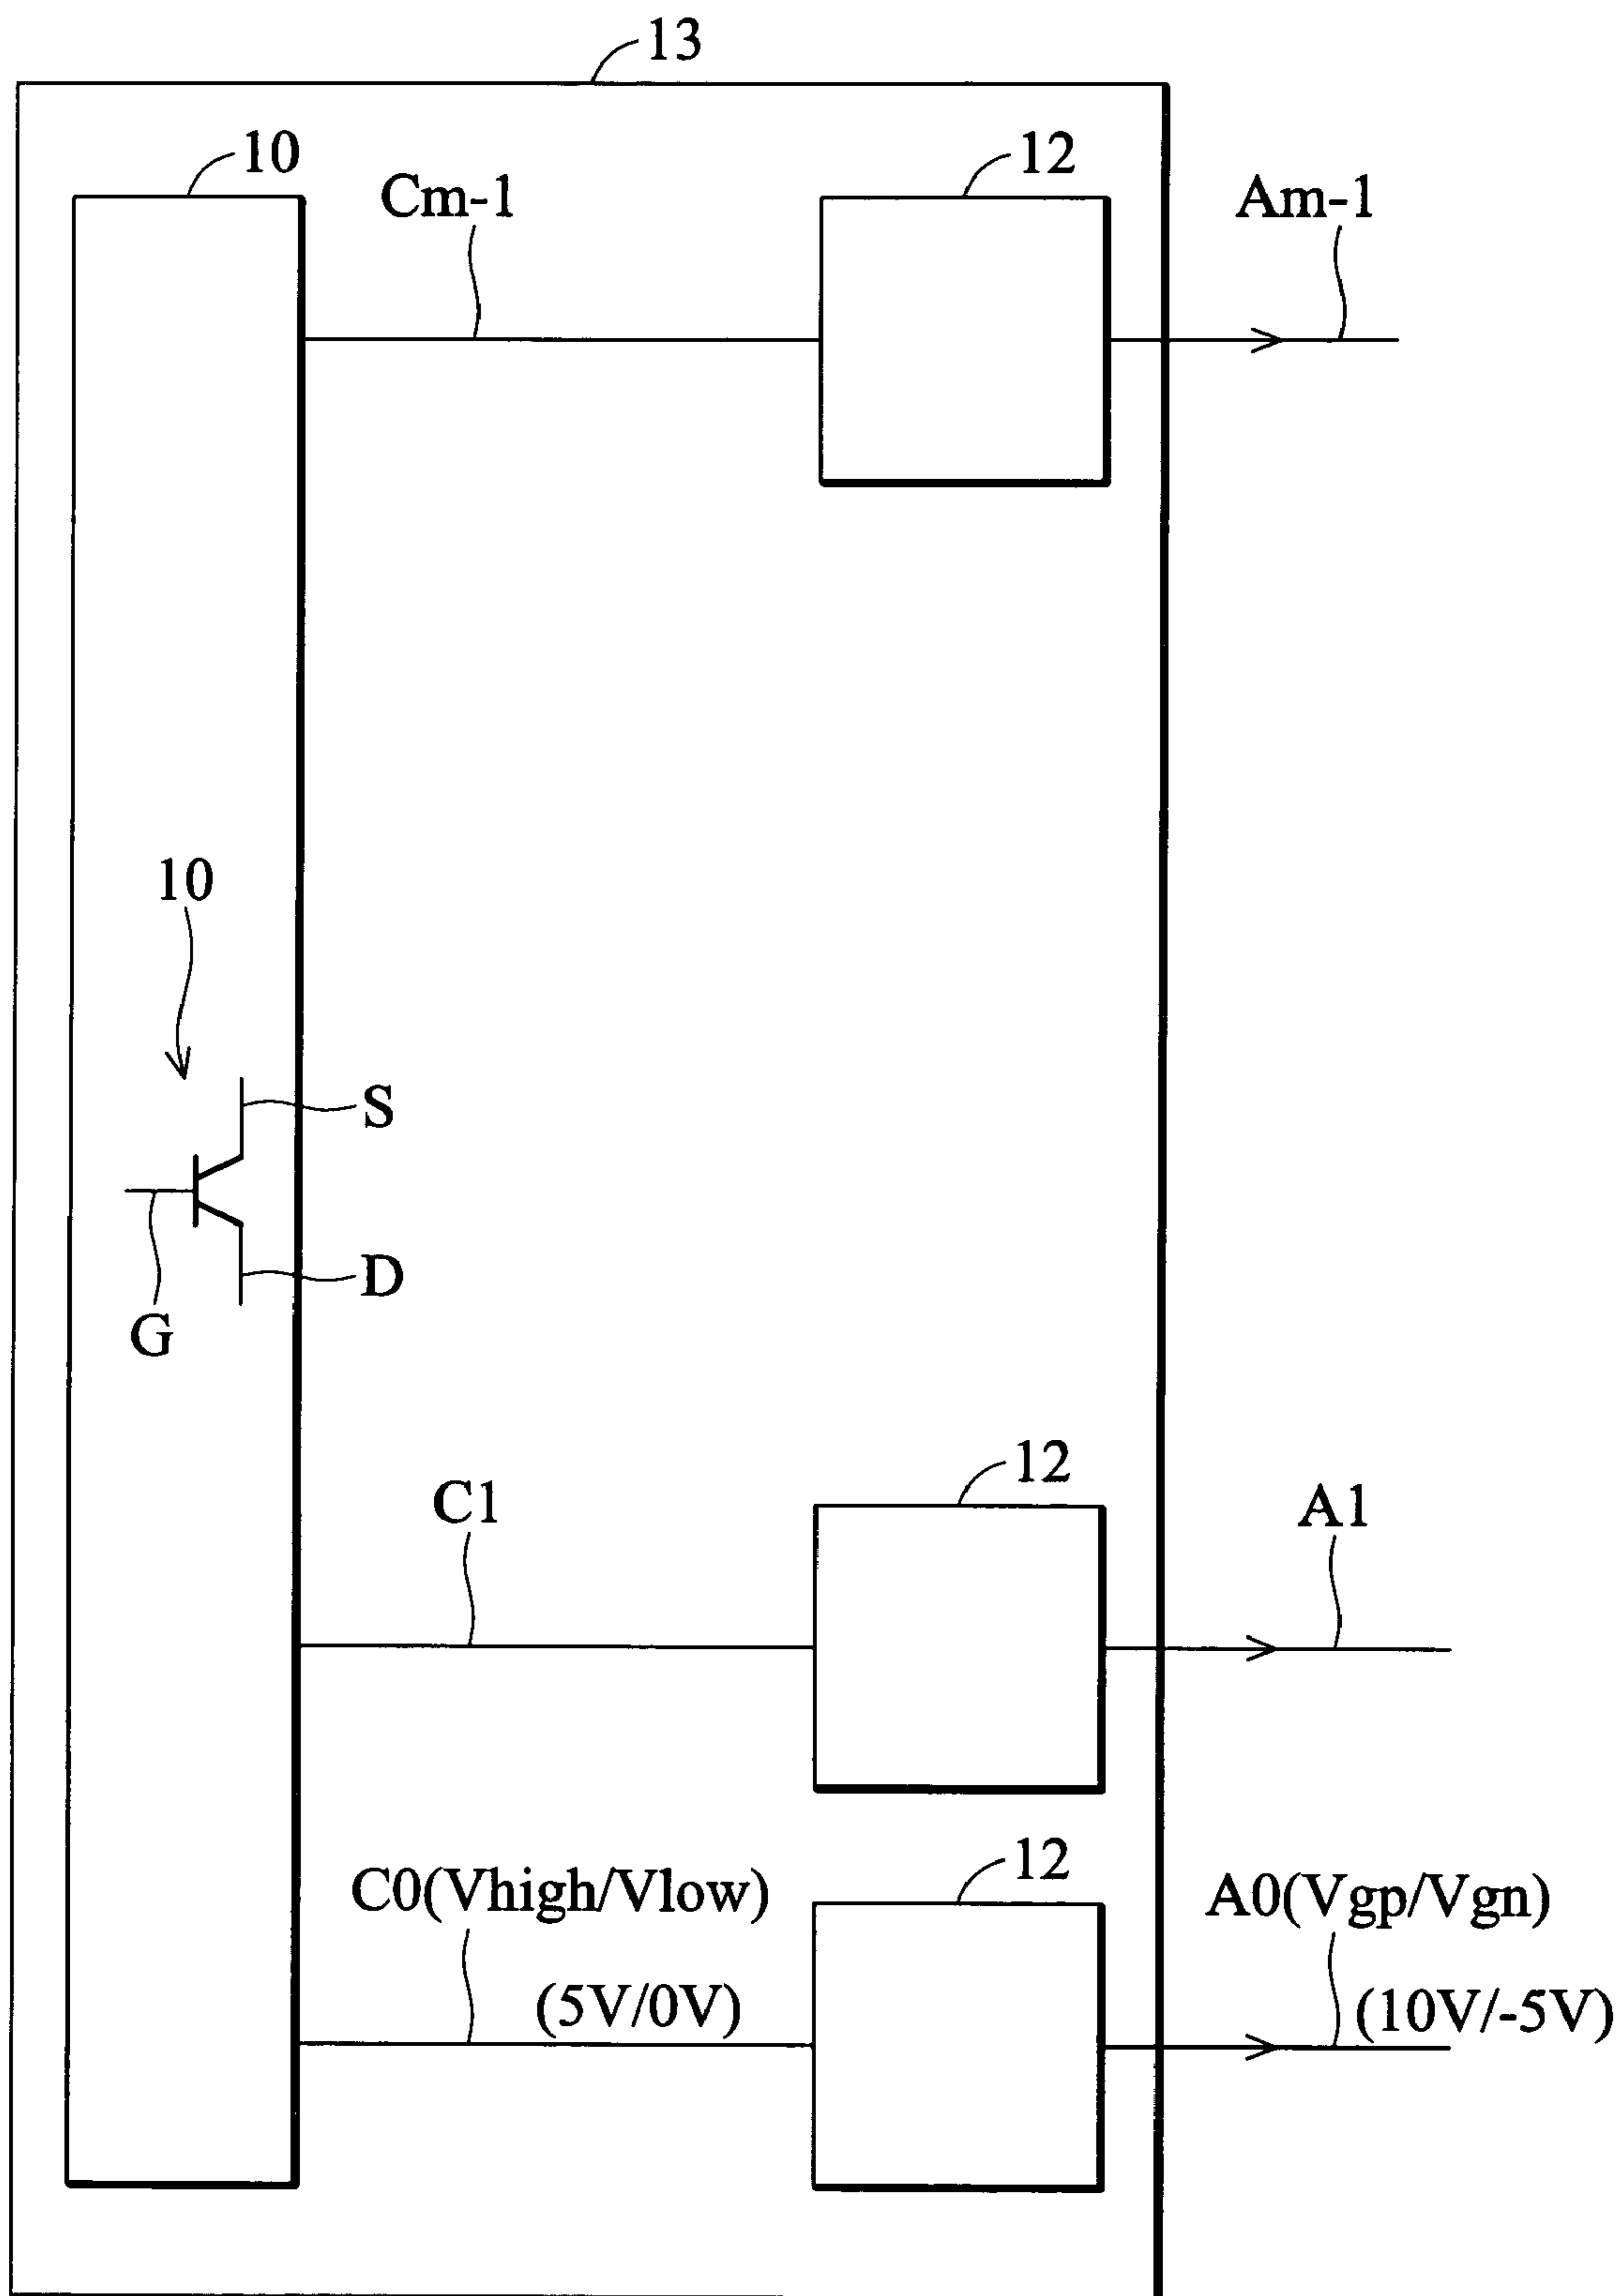 13
10
12
Cm-1
Am-1
10
S
D
G
12
C1
A1
12
C0(Vhigh/Vlow)
A0(Vgp/Vgn)
(5V/0V)
(10V/-5V)